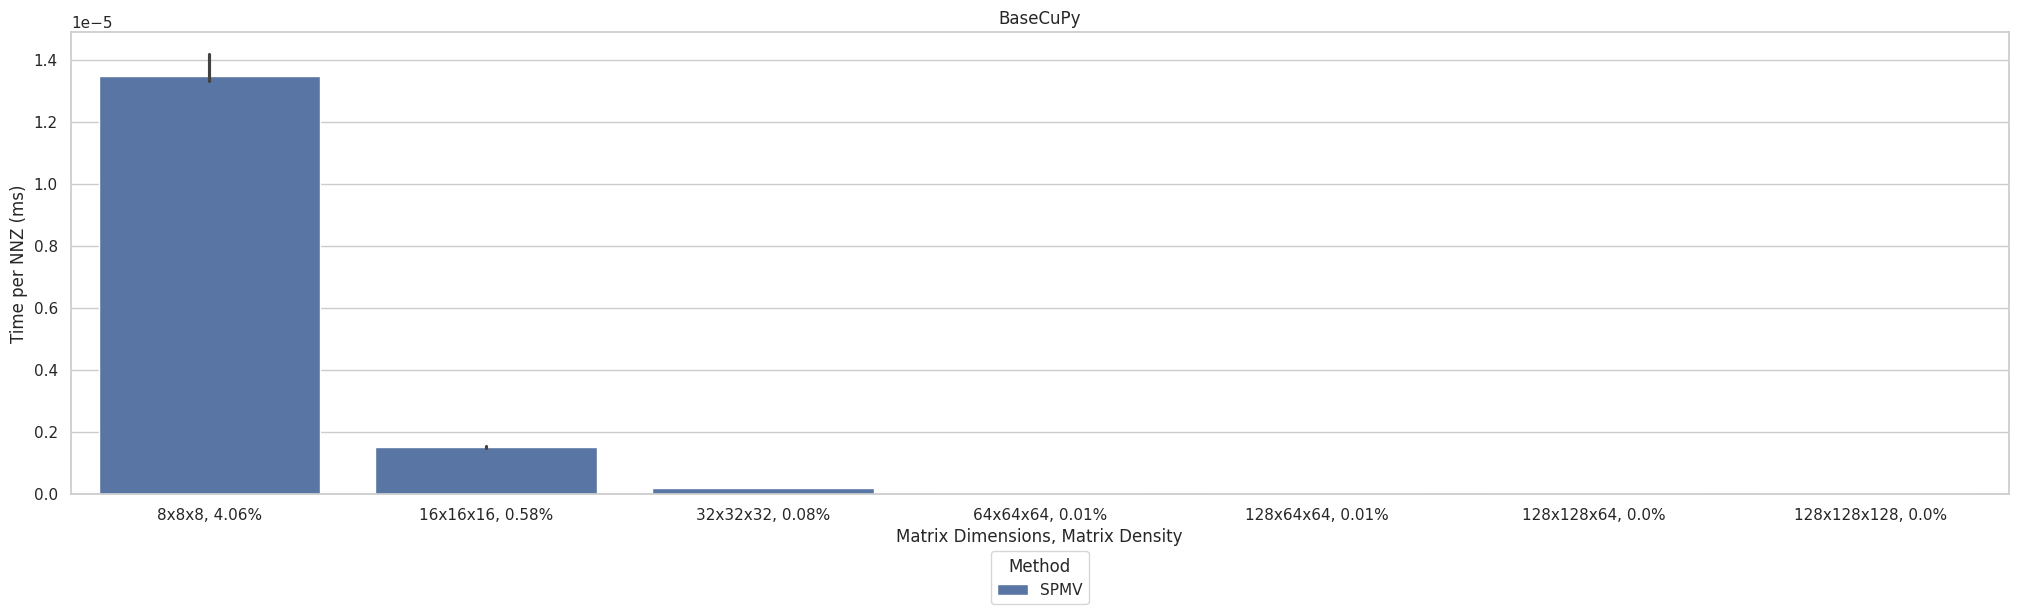 BaseCuPy
1e−5
1.4
1.2
1.0
0.8
0.6
0.4
0.2
0.0
Time per NNZ (ms)
8x8x8, 4.06%
16x16x16, 0.58%
32x32x32, 0.08%
64x64x64, 0.01%
128x64x64, 0.01%
128x128x64, 0.0%
128x128x128, 0.0%
Matrix Dimensions, Matrix Density
Method
SPMV